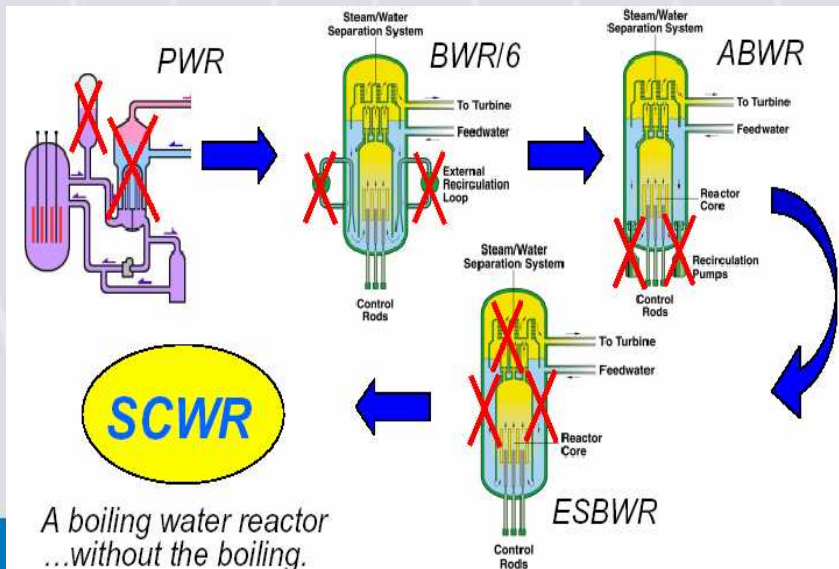 PWR
Steam/Water
Separation System
BWR/6
To Turbine
Feedwater
External
Recirculation
Loop
Control
Rods
Steam/Water
Separation System
ABWR
To Turbine
Feedwater
Reactor
Core
Recirculation
Pumps
Control
Rods
Steam/Water
Separation System
To Turbine
Feedwater
Reactor
Core
ESBWR
Control
Rods
SCWR
A boiling water reactor
...without the boiling.